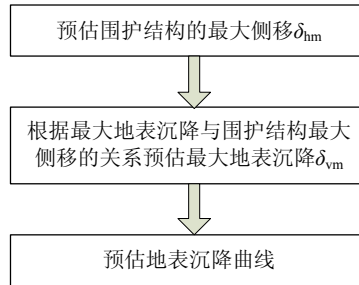 预估围护结构的最大侧移δhm
根据最大地表沉降与围护结构最大
侧移的关系预估最大地表沉降δvm
预估地表沉降曲线